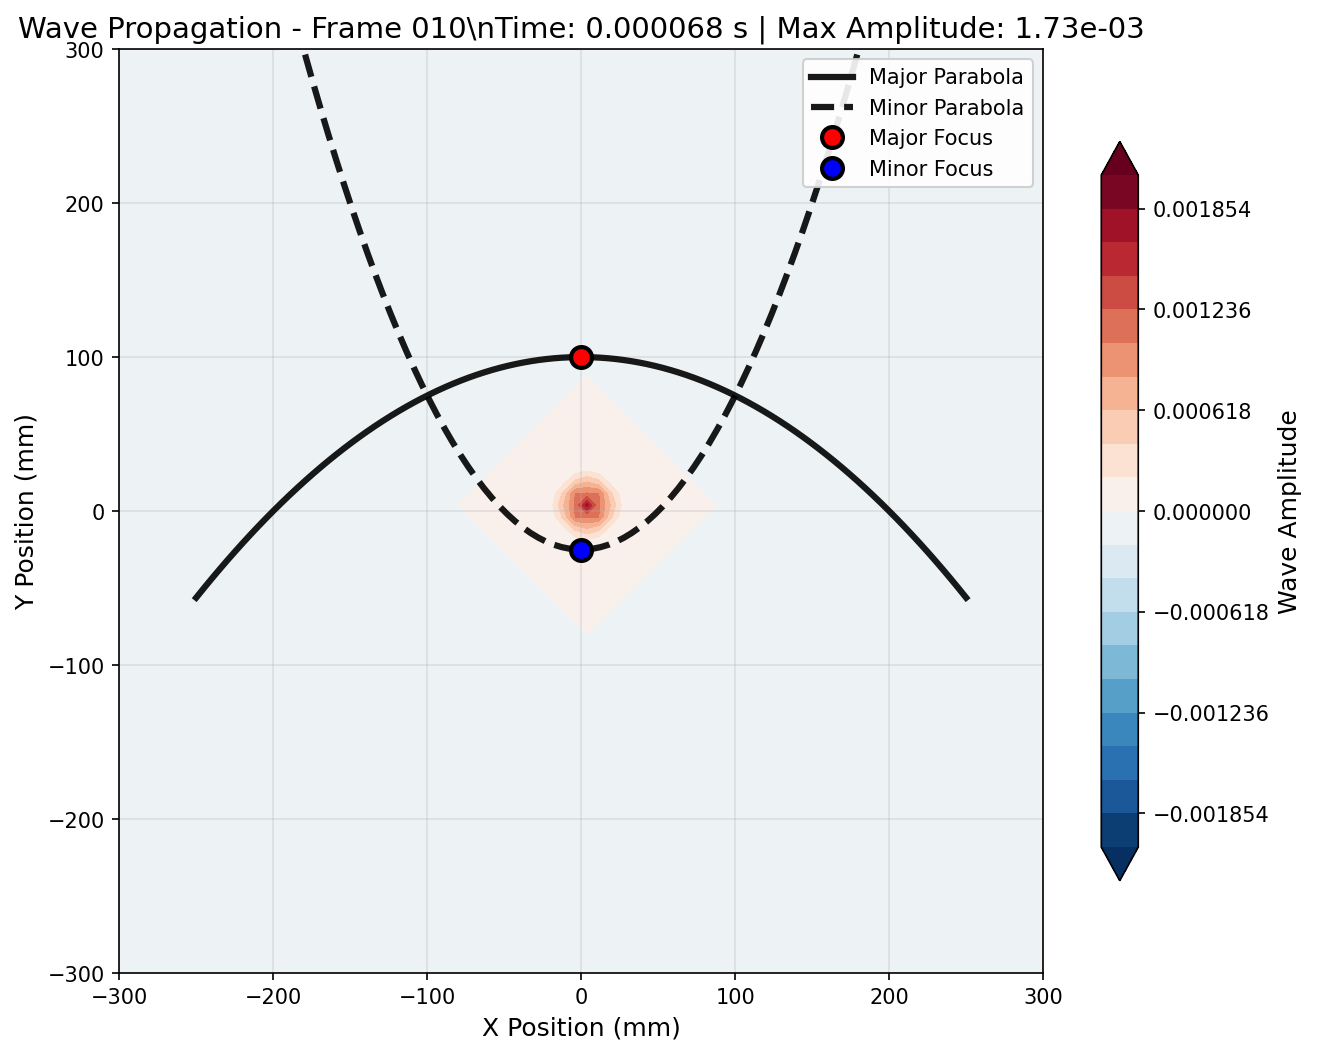 Wave Propagation - Frame 010\nTime: 0.000068 s | Max Amplitude: 1.73e-03
Major Parabola
Minor Parabola
Major Focus
Minor Focus
Y Position (mm)
300
200
100
0
−100
−200
−300
−300
−200
−100
0
100
200
300
X Position (mm)
0.001854
0.001236
0.000618
0.000000
−0.000618
−0.001236
−0.001854
Wave Amplitude